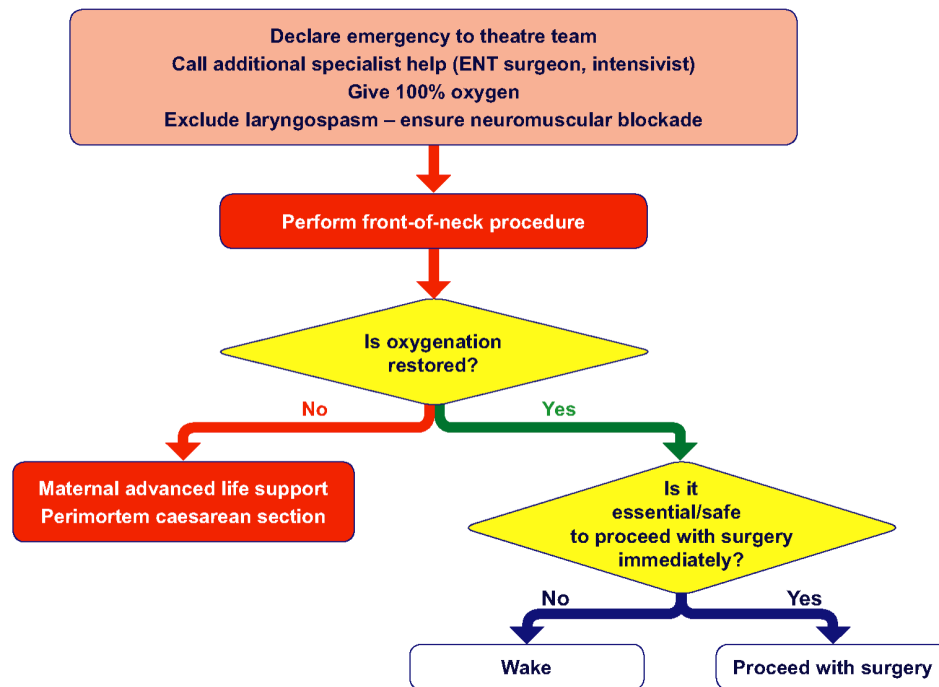 Declare emergency to theatre team
Call additional specialist help (ENT surgeon, intensivist)
Give 100% oxygen
Exclude laryngospasm – ensure neuromuscular blockade
Perform front-of-neck procedure
Is oxygenation
restored?
No
Yes
Maternal advanced life support
Perimortem caesarean section
Is it
essential/safe
to proceed with surgery
immediately?
No
Yes
Wake
Proceed with surgery